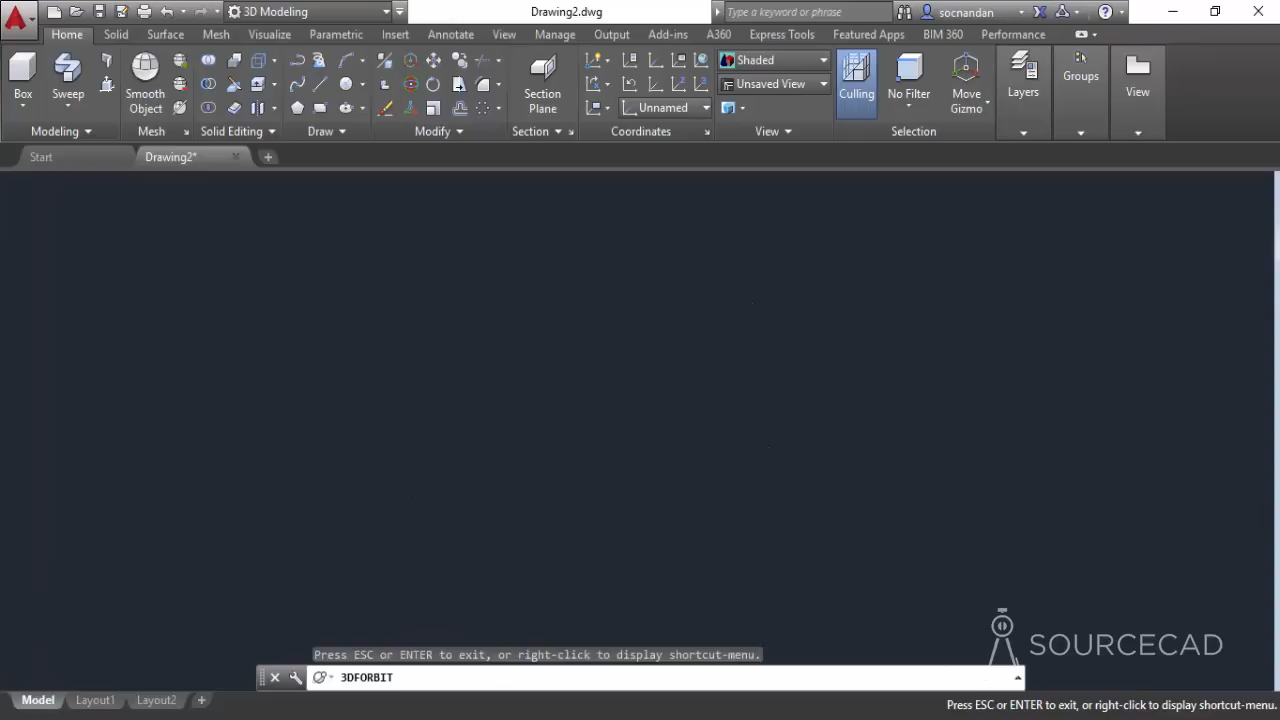 3D Modeling
Drawing2.dwg
Type a keyword or phrase
socnandan
Home Solid Surface Mesh Visualize Parametric Insert Annotate View Manage Output Add-ins A360 Express Tools Featured Apps BIM 360 Performance
Box
Sweep
Modeling
Smooth
Object
Mesh
Solid Editing
Draw
Modify
Section
Plane
Section
Unnamed
Coordinates
Shaded
Unsaved View
View
Culling
No Filter
Move
Gizmo
Selection
Layers
Groups
View
Start
Drawing2*
Press ESC or ENTER to exit, or right-click to display shortcut-menu.
3DFORBIT
SOURCECAD
Model Layout1 Layout2
Press ESC or ENTER to exit, or right-click to display shortcut-menu.